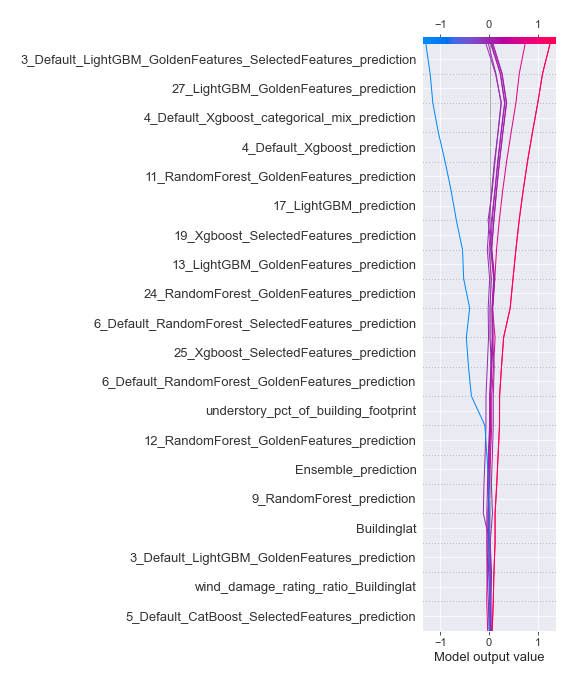 −1 0 1
3_Default_LightGBM_GoldenFeatures_SelectedFeatures_prediction
27_LightGBM_GoldenFeatures_prediction
4_Default_Xgboost_categorical_mix_prediction
4_Default_Xgboost_prediction
11_RandomForest_GoldenFeatures_prediction
17_LightGBM_prediction
19_Xgboost_SelectedFeatures_prediction
13_LightGBM_GoldenFeatures_prediction
24_RandomForest_GoldenFeatures_prediction
6_Default_RandomForest_SelectedFeatures_prediction
25_Xgboost_SelectedFeatures_prediction
6_Default_RandomForest_GoldenFeatures_prediction
understory_pct_of_building_footprint
12_RandomForest_GoldenFeatures_prediction
Ensemble_prediction
9_RandomForest_prediction
Buildinglat
3_Default_LightGBM_GoldenFeatures_prediction
wind_damage_rating_ratio_Buildinglat
5_Default_CatBoost_SelectedFeatures_prediction
−1 0 1
Model output value